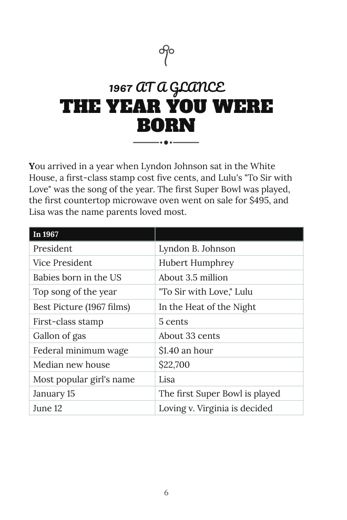 1967 AT A GLANCE
THE YEAR YOU WERE
BORN
You arrived in a year when Lyndon Johnson sat in the White
House, a first-class stamp cost five cents, and Lulu's "To Sir with
Love" was the song of the year. The first Super Bowl was played,
the first countertop microwave oven went on sale for $495, and
Lisa was the name parents loved most.
In 1967
President Lyndon B. Johnson
Vice President Hubert Humphrey
Babies born in the US About 3.5 million
Top song of the year "To Sir with Love," Lulu
Best Picture (1967 films) In the Heat of the Night
First-class stamp 5 cents
Gallon of gas About 33 cents
Federal minimum wage $1.40 an hour
Median new house $22,700
Most popular girl's name Lisa
January 15 The first Super Bowl is played
June 12 Loving v. Virginia is decided
6